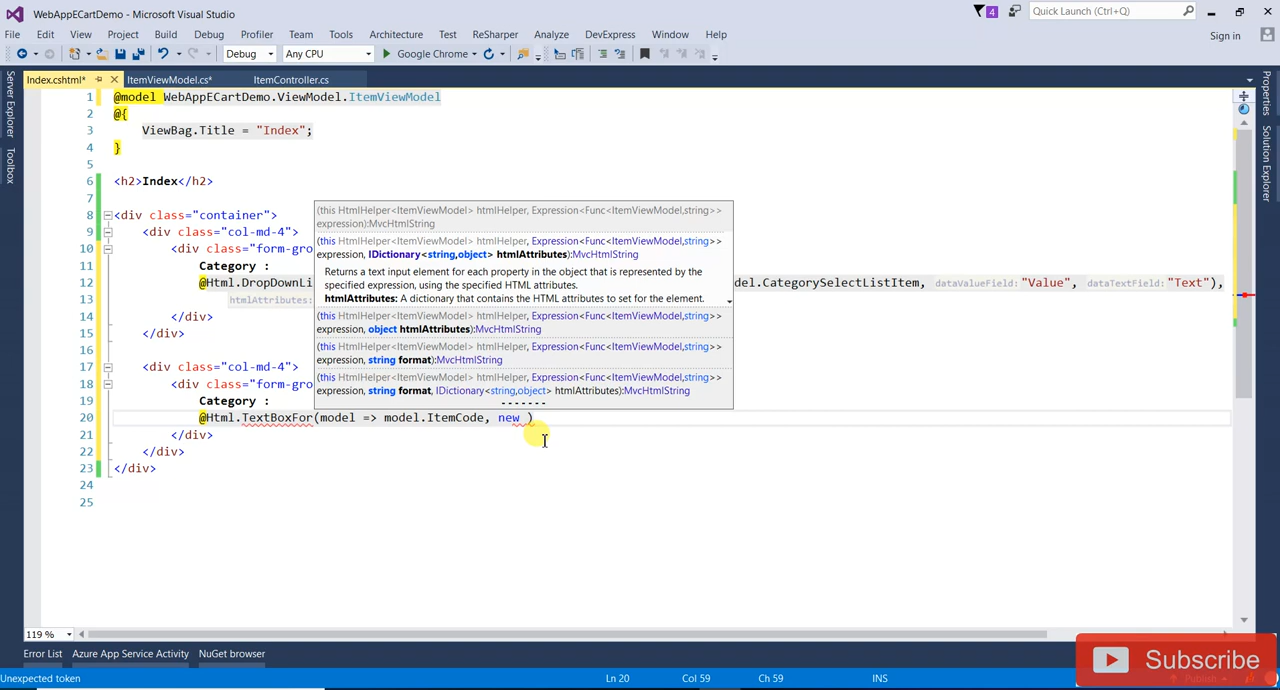 WebAppECartDemo - Microsoft Visual Studio
4
Quick Launch (Ctrl+Q)
File Edit View Project Build Debug Profiler Team Tools Architecture Test ReSharper Analyze DevExpress Window Help
Sign in
Debug Any CPU Google Chrome
Server Explorer
Toolbox
Index.cshtml* ItemViewModel.cs* ItemController.cs
Properties
Solution Explorer
1 @model WebAppECartDemo.ViewModel.ItemViewModel
2 @{
3 ViewBag.Title = "Index";
4 }
5
6 <h2>Index</h2>
7
8 <div class="container">
9 <div class="col-md-4">
10 <div class="form-gro
11 Category :
12 @Html.DropDownLi del.CategorySelectListItem, dataValueField: "Value", dataTextField: "Text"),
13 htmlAttributes:
14 </div>
15 </div>
16
17 <div class="col-md-4">
18 <div class="form-gro
19 Category :
20 @Html.TextBoxFor(model => model.ItemCode, new )
21 </div>
22 </div>
23 </div>
24
25
(this HtmlHelper<ItemViewModel> htmlHelper, Expression<Func<ItemViewModel,string>>
expression):MvcHtmlString
(this HtmlHelper<ItemViewModel> htmlHelper, Expression<Func<ItemViewModel,string>>
expression, IDictionary<string,object> htmlAttributes):MvcHtmlString
Returns a text input element for each property in the object that is represented by the
specified expression, using the specified HTML attributes.
htmlAttributes: A dictionary that contains the HTML attributes to set for the element.
(this HtmlHelper<ItemViewModel> htmlHelper, Expression<Func<ItemViewModel,string>>
expression, object htmlAttributes):MvcHtmlString
(this HtmlHelper<ItemViewModel> htmlHelper, Expression<Func<ItemViewModel,string>>
expression, string format):MvcHtmlString
(this HtmlHelper<ItemViewModel> htmlHelper, Expression<Func<ItemViewModel,string>>
expression, string format, IDictionary<string,object> htmlAttributes):MvcHtmlString
119 %
Error List Azure App Service Activity NuGet browser
Subscribe
Unexpected token Ln 20 Col 59 Ch 59 INS Publish